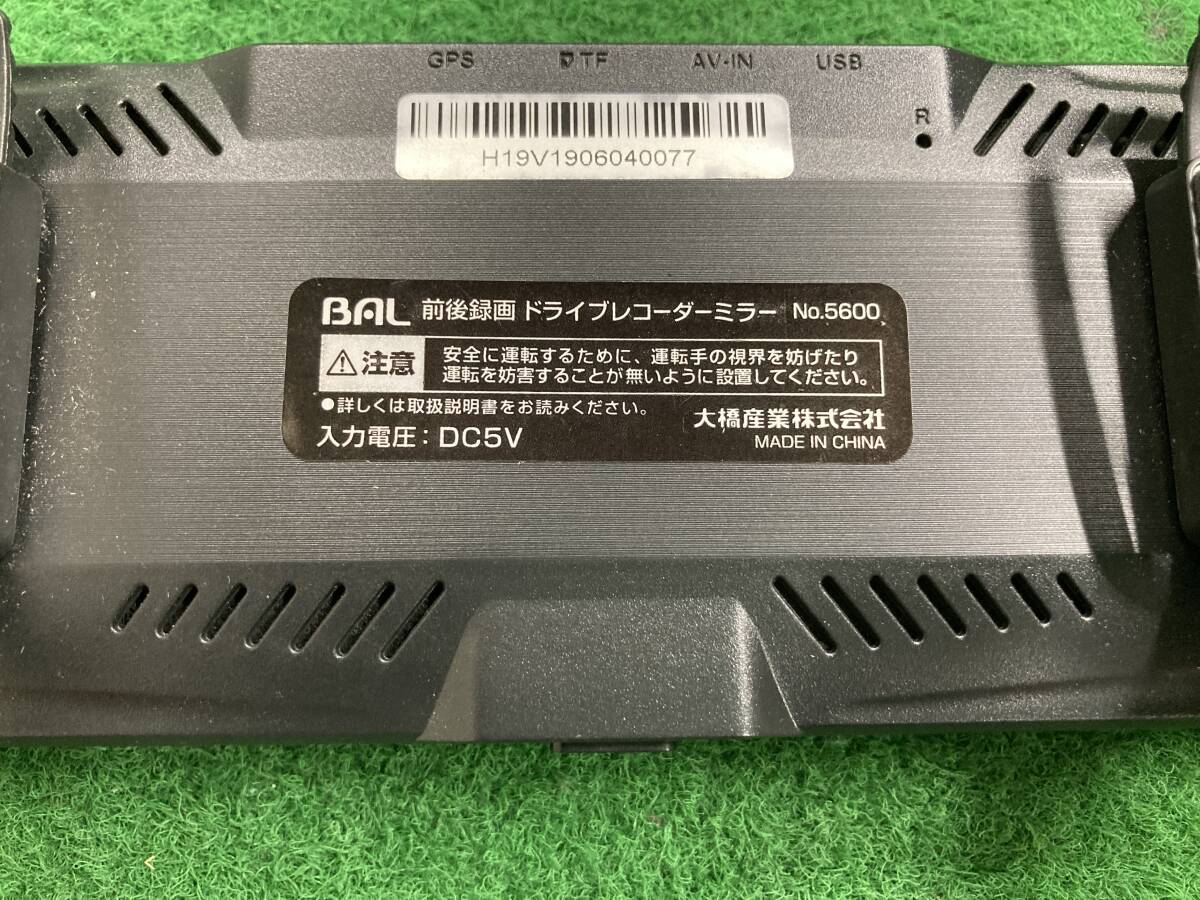 GPS TF AV-IN USB
R
H19V1906040077
BAL 前後録画 ドライブレコーダーミラー No.5600
注意
安全に運転するために、運転手の視界を妨げたり
運転を妨害することが無いように設置してください。
●詳しくは取扱説明書をお読みください。
大橋産業株式会社
入力電圧：DC5V
MADE IN CHINA